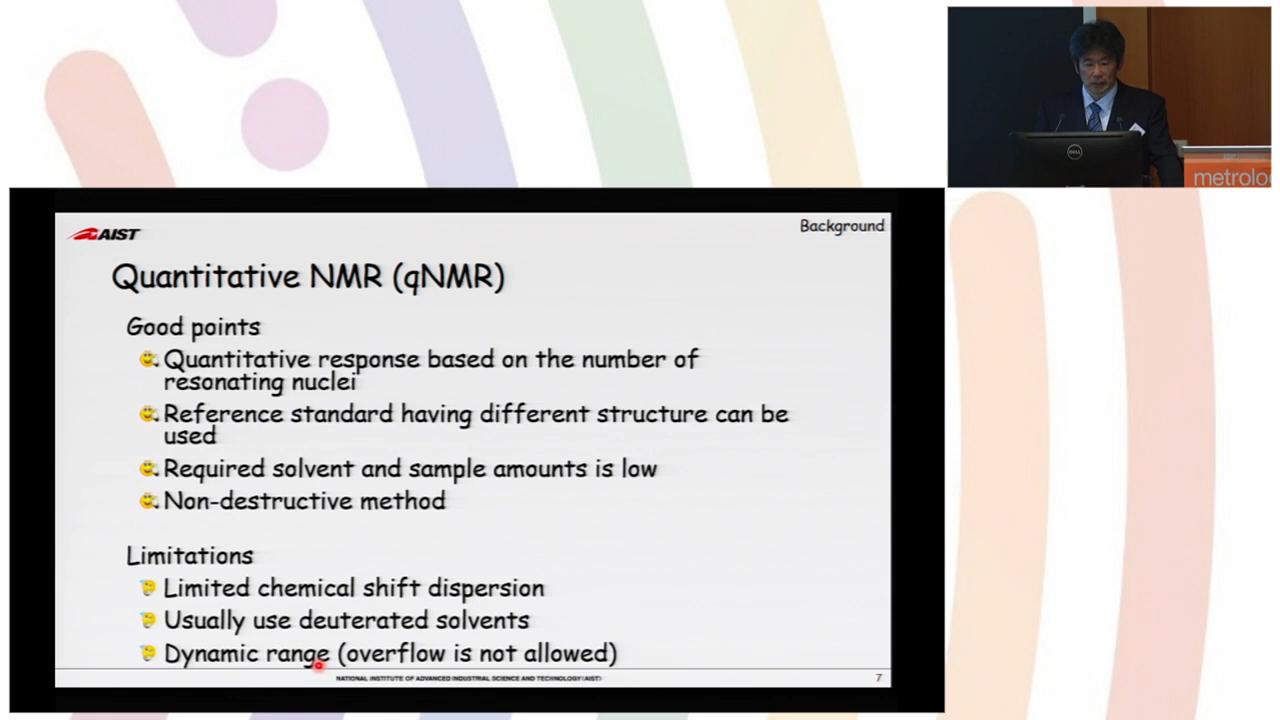 DELL
metrolo
AIST
Background
Quantitative NMR (qNMR)
Good points
Quantitative response based on the number of
resonating nuclei
Reference standard having different structure can be
used
Required solvent and sample amounts is low
Non-destructive method
Limitations
Limited chemical shift dispersion
Usually use deuterated solvents
Dynamic range (overflow is not allowed)
NATIONAL INSTITUTE OF ADVANCED INDUSTRIAL SCIENCE AND TECHNOLOGY (AIST)
7